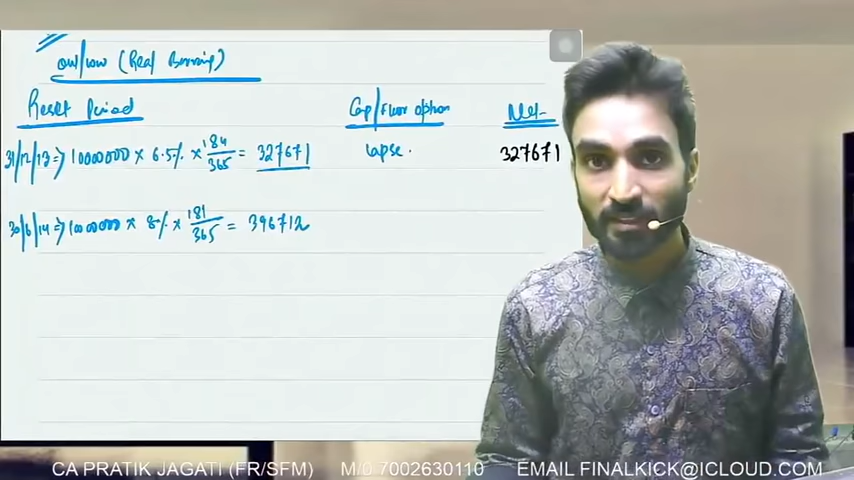 outflow (Real Borrowing)
Reset Period Cap/Floor option Net
31/12/13 ⇒ 10000000 × 6.5% × 184/365 = 327671 lapse. 327671
30/6/14 ⇒ 10000000 × 8% × 181/365 = 396712
CA PRATIK JAGATI (FR/SFM) M/0 7002630110 EMAIL FINALKICK@ICLOUD.COM